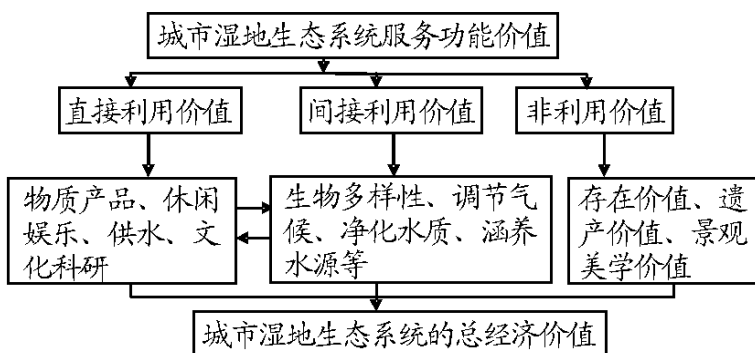 城市湿地生态系统服务功能价值
直接利用价值
间接利用价值
非利用价值
物质产品、休闲
娱乐、供水、文
化科研
生物多样性、调节气
候、净化水质、涵养
水源等
存在价值、遗
产价值、景观
美学价值
城市湿地生态系统的总经济价值